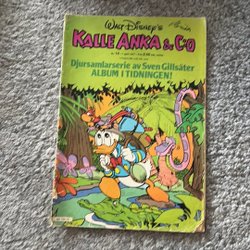 WALT DISNEY'S
KALLE ANKA & C:O
Djursamlarserie av Sven Gillsäter
ALBUM I TIDNINGEN!